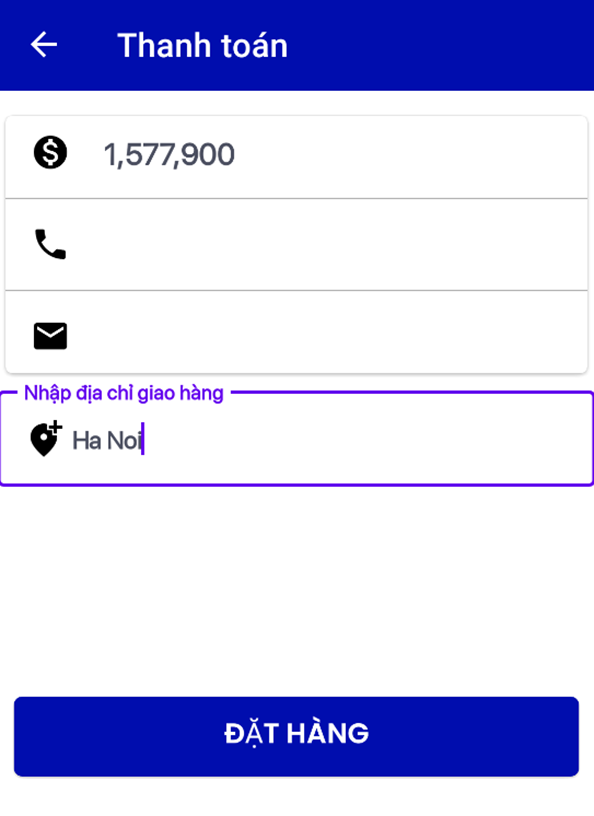 Thanh toán
1,577,900
Nhập địa chỉ giao hàng
Ha Noi
ĐẶT HÀNG